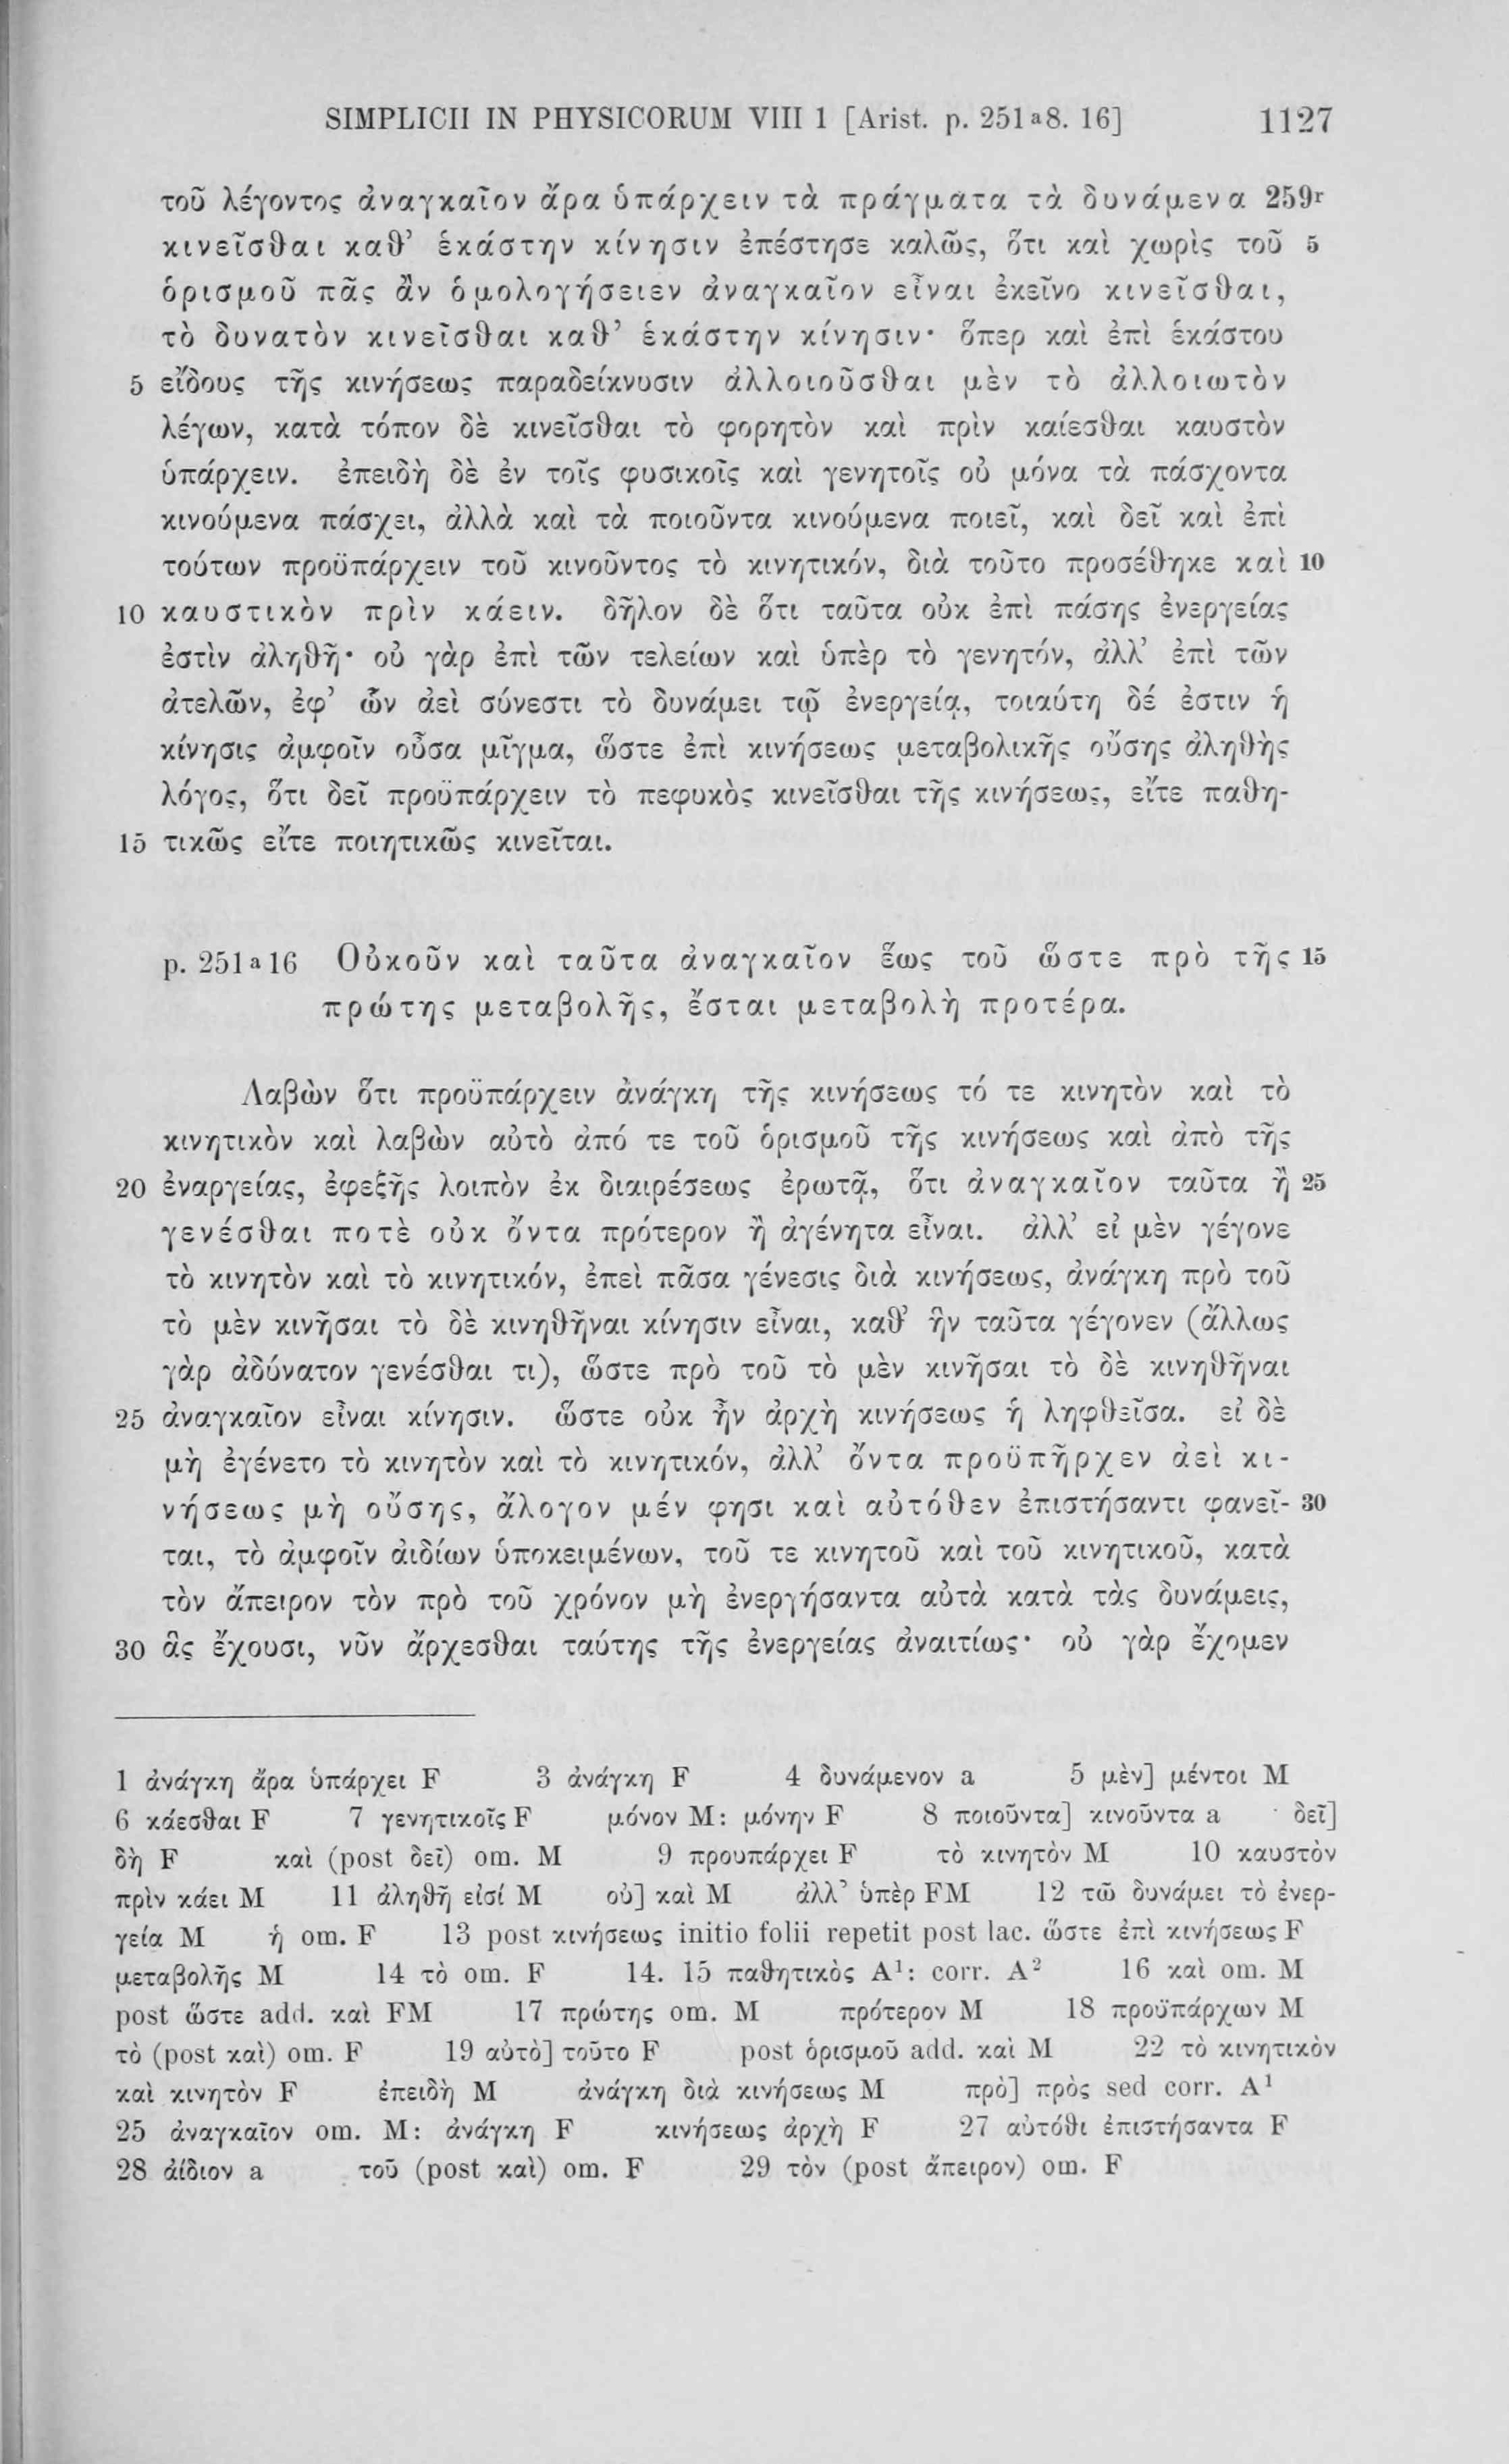 SIMPLICII IN PHYSICORUM VIII 1 [Arist. p. 251 a 8. 16] 1127
τοῦ λέγοντος ἀναγκαῖον ἄρα ὑπάρχειν τὰ πράγματα τὰ δυνάμενα 259r
κινεῖσθαι καθ’ ἑκάστην κίνησιν ἐπέστησε καλῶς, ὅτι καὶ χωρὶς τοῦ 5
ὁρισμοῦ πᾶς ἂν ὁμολογήσειεν ἀναγκαῖον εἶναι ἐκεῖνο κινεῖσθαι,
τὸ δυνατὸν κινεῖσθαι καθ’ ἑκάστην κίνησιν· ὅπερ καὶ ἐπὶ ἑκάστου
5 εἴδους τῆς κινήσεως παραδείκνυσιν ἀλλοιοῦσθαι μὲν τὸ ἀλλοιωτὸν
λέγων, κατὰ τόπον δὲ κινεῖσθαι τὸ φορητὸν καὶ πρὶν καίεσθαι καυστὸν
ὑπάρχειν. ἐπειδὴ δὲ ἐν τοῖς φυσικοῖς καὶ γενητοῖς οὐ μόνα τὰ πάσχοντα
κινούμενα πάσχει, ἀλλὰ καὶ τὰ ποιοῦντα κινούμενα ποιεῖ, καὶ δεῖ καὶ ἐπὶ
τούτων προϋπάρχειν τοῦ κινοῦντος τὸ κινητικόν, διὰ τοῦτο προσέθηκε καὶ 10
10 καυστικὸν πρὶν κάειν. δῆλον δὲ ὅτι ταῦτα οὐκ ἐπὶ πάσης ἐνεργείας
ἐστὶν ἀληθῆ· οὐ γὰρ ἐπὶ τῶν τελείων καὶ ὑπὲρ τὸ γενητόν, ἀλλ’ ἐπὶ τῶν
ἀτελῶν, ἐφ’ ὧν ἀεὶ σύνεστι τὸ δυνάμει τῷ ἐνεργείᾳ, τοιαύτη δέ ἐστιν ἡ
κίνησις ἀμφοῖν οὖσα μῖγμα, ὥστε ἐπὶ κινήσεως μεταβολικῆς οὔσης ἀληθὴς
λόγος, ὅτι δεῖ προϋπάρχειν τὸ πεφυκὸς κινεῖσθαι τῆς κινήσεως, εἴτε παθη-
15 τικῶς εἴτε ποιητικῶς κινεῖται.
p. 251 a 16 Οὐκοῦν καὶ ταῦτα ἀναγκαῖον ἕως τοῦ ὥστε πρὸ τῆς 15
πρώτης μεταβολῆς, ἔσται μεταβολὴ προτέρα.
Λαβὼν ὅτι προϋπάρχειν ἀνάγκη τῆς κινήσεως τό τε κινητὸν καὶ τὸ
κινητικὸν καὶ λαβὼν αὐτὸ ἀπό τε τοῦ ὁρισμοῦ τῆς κινήσεως καὶ ἀπὸ τῆς
20 ἐναργείας, ἐφεξῆς λοιπὸν ἐκ διαιρέσεως ἐρωτᾷ, ὅτι ἀναγκαῖον ταῦτα ἢ 25
γενέσθαι ποτὲ οὐκ ὄντα πρότερον ἢ ἀγένητα εἶναι. ἀλλ’ εἰ μὲν γέγονε
τὸ κινητὸν καὶ τὸ κινητικόν, ἐπεὶ πᾶσα γένεσις διὰ κινήσεως, ἀνάγκη πρὸ τοῦ
τὸ μὲν κινῆσαι τὸ δὲ κινηθῆναι κίνησιν εἶναι, καθ’ ἣν ταῦτα γέγονεν (ἄλλως
γὰρ ἀδύνατον γενέσθαι τι), ὥστε πρὸ τοῦ τὸ μὲν κινῆσαι τὸ δὲ κινηθῆναι
25 ἀναγκαῖον εἶναι κίνησιν. ὥστε οὐκ ἦν ἀρχὴ κινήσεως ἡ ληφθεῖσα. εἰ δὲ
μὴ ἐγένετο τὸ κινητὸν καὶ τὸ κινητικόν, ἀλλ’ ὄντα προϋπῆρχεν ἀεὶ κι-
νήσεως μὴ οὔσης, ἄλογον μέν φησι καὶ αὐτόθεν ἐπιστήσαντι φανεῖ- 30
ται, τὸ ἀμφοῖν ἀιδίων ὑποκειμένων, τοῦ τε κινητοῦ καὶ τοῦ κινητικοῦ, κατὰ
τὸν ἄπειρον τὸν πρὸ τοῦ χρόνον μὴ ἐνεργήσαντα αὐτὰ κατὰ τὰς δυνάμεις,
30 ἃς ἔχουσι, νῦν ἄρχεσθαι ταύτης τῆς ἐνεργείας ἀναιτίως· οὐ γὰρ ἔχομεν
1 ἀνάγκη ἄρα ὑπάρχει F 3 ἀνάγκη F 4 δυνάμενον a 5 μὲν] μέντοι M
6 κάεσθαι F 7 γενητικοῖς F μόνον M: μόνην F 8 ποιοῦντα] κινοῦντα a δεῖ]
δὴ F καὶ (post δεῖ) om. M 9 προυπάρχει F τὸ κινητὸν M 10 καυστὸν
πρὶν κάει M 11 ἀληθῆ εἰσί M οὐ] καὶ M ἀλλ’ ὑπὲρ FM 12 τῶ δυνάμει τὸ ἐνερ-
γεία M ἡ om. F 13 post κινήσεως initio folii repetit post lac. ὥστε ἐπὶ κινήσεως F
μεταβολῆς M 14 τὸ om. F 14. 15 παθητικὸς A¹: corr. A² 16 καὶ om. M
post ὥστε add. καὶ FM 17 πρώτης om. M πρότερον M 18 προϋπάρχων M
τὸ (post καὶ) om. F 19 αὐτὸ] τοῦτο F post ὁρισμοῦ add. καὶ M 22 τὸ κινητικὸν
καὶ κινητὸν F ἐπειδὴ M ἀνάγκη διὰ κινήσεως M πρὸ] πρὸς sed corr. A¹
25 ἀναγκαῖον om. M: ἀνάγκη F κινήσεως ἀρχὴ F 27 αὐτόθι ἐπιστήσαντα F
28 ἀίδιον a τοῦ (post καὶ) om. F 29 τὸν (post ἄπειρον) om. F